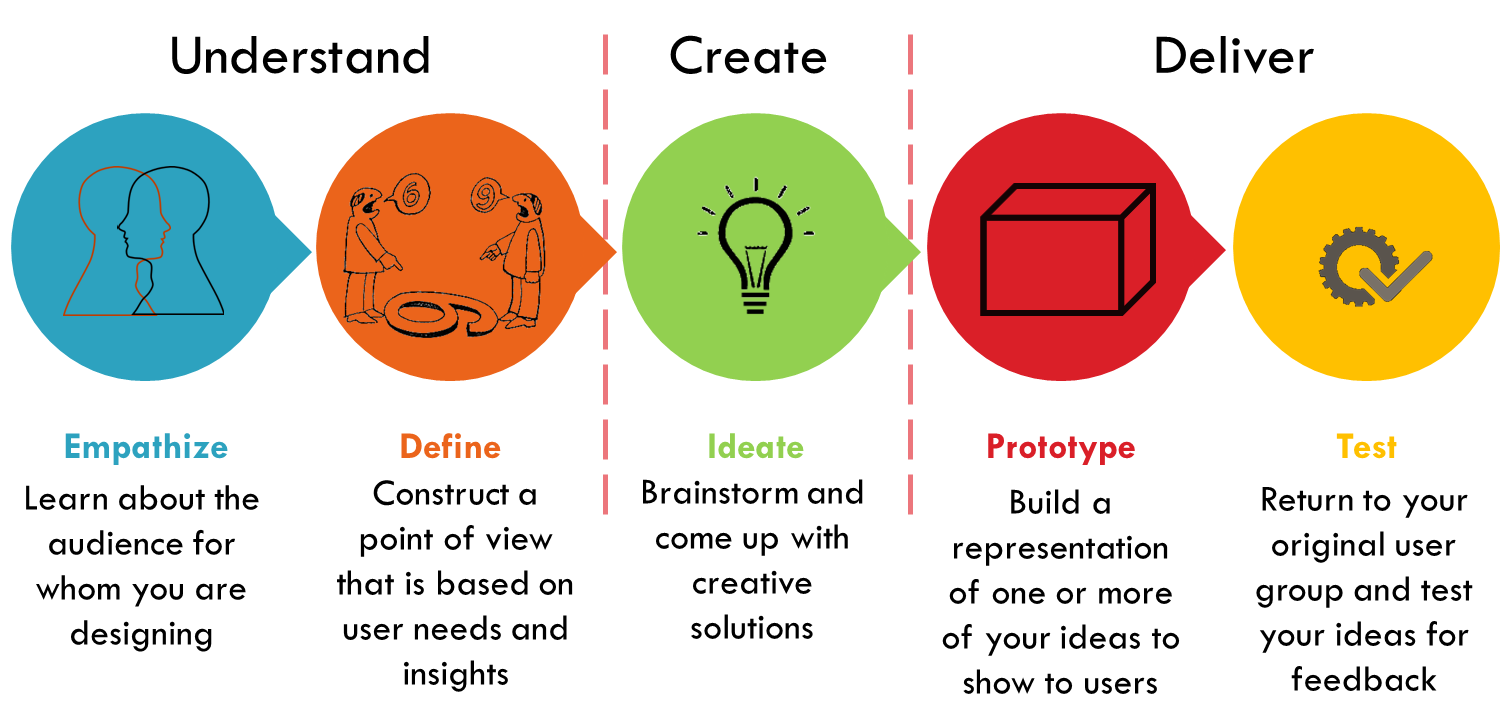 Understand
Create
Deliver
6
9
6
Empathize
Learn about the
audience for
whom you are
designing
Define
Construct a
point of view
that is based on
user needs and
insights
Ideate
Brainstorm and
come up with
creative
solutions
Prototype
Build a
representation
of one or more
of your ideas to
show to users
Test
Return to your
original user
group and test
your ideas for
feedback